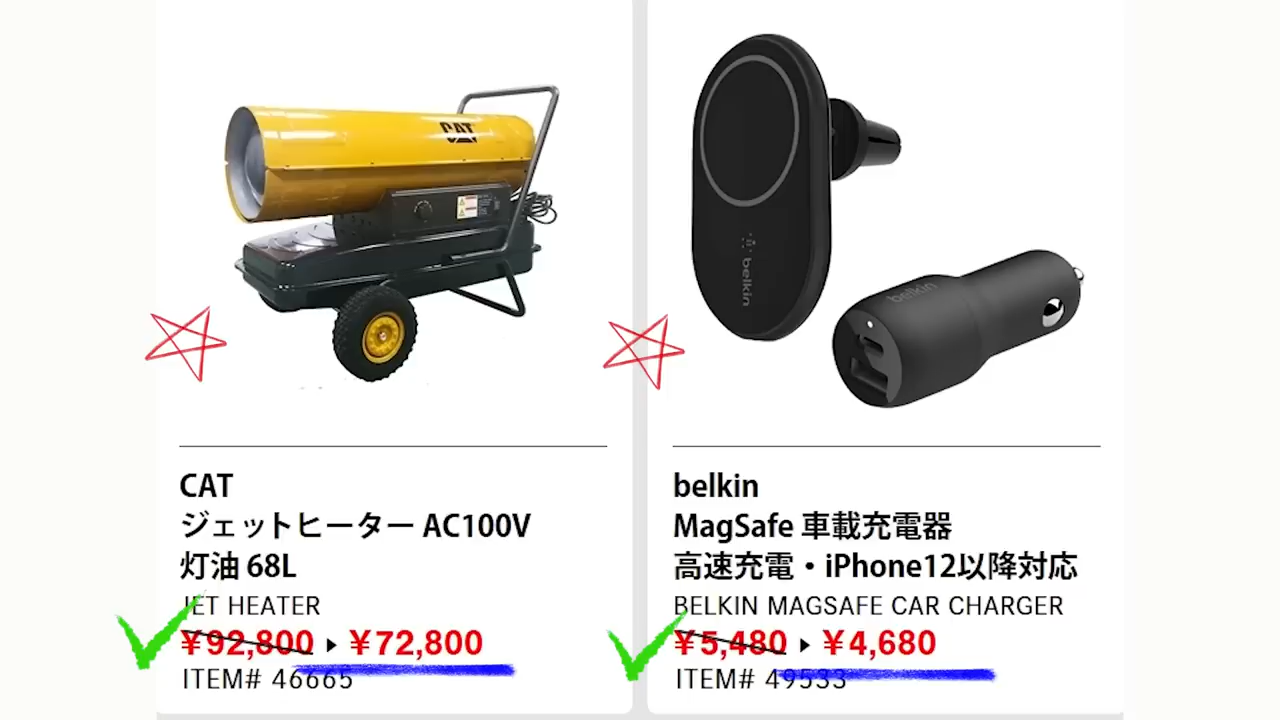 CAT
belkin
belkin
CAT
ジェットヒーター AC100V
灯油 68L
JET HEATER
¥92,800 ▶ ¥72,800
ITEM# 46665
belkin
MagSafe 車載充電器
高速充電・iPhone12以降対応
BELKIN MAGSAFE CAR CHARGER
¥5,480 ▶ ¥4,680
ITEM# 49533